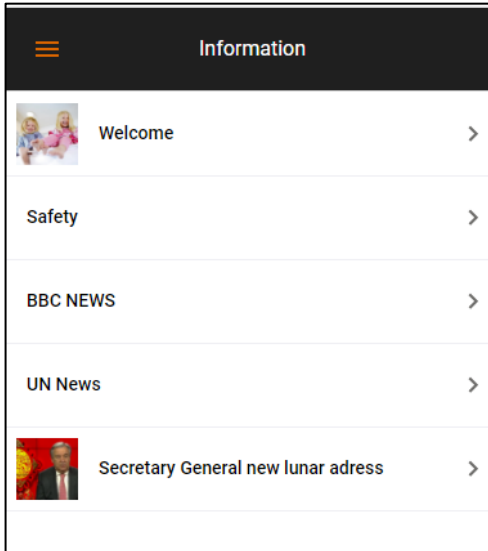 Information
Welcome
Safety
BBC NEWS
UN News
Secretary General new lunar adress